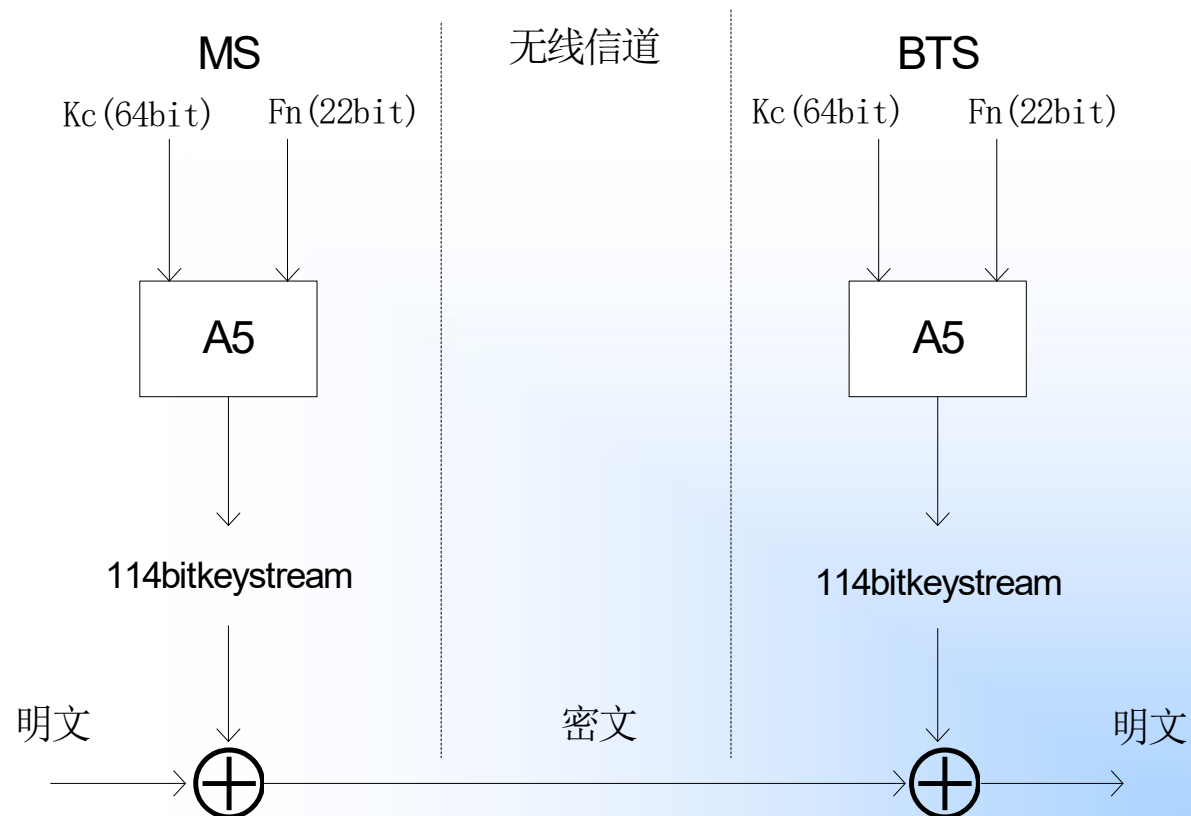 MS
无线信道
BTS
Kc(64bit)
Fn(22bit)
Kc(64bit)
Fn(22bit)
A5
A5
114bitkeystream
114bitkeystream
明文
密文
明文